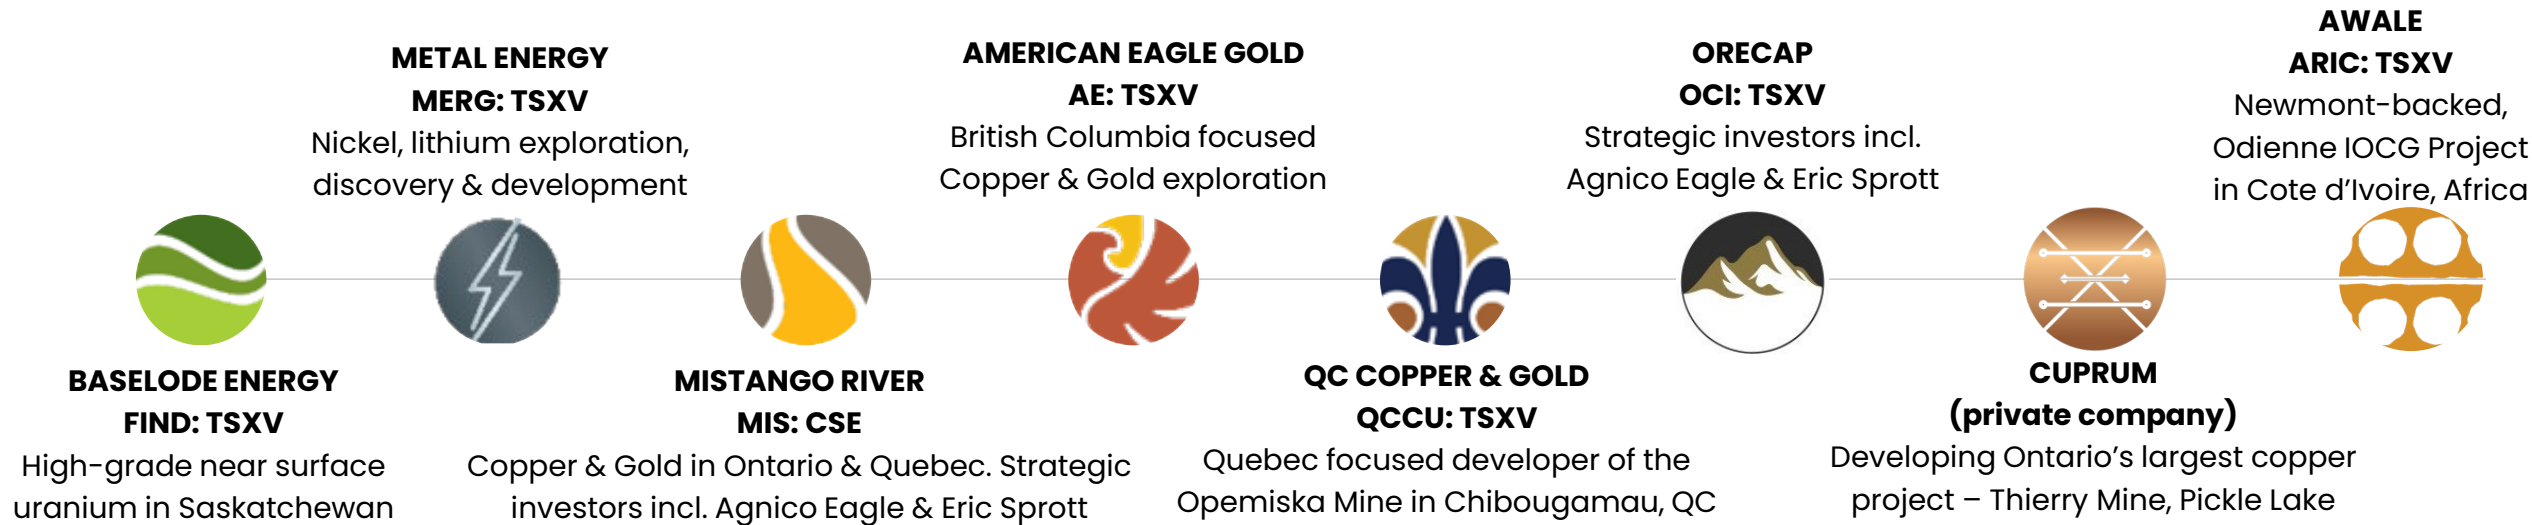 METAL ENERGY
MERG: TSXV
Nickel, lithium exploration,
discovery & development
AMERICAN EAGLE GOLD
AE: TSXV
British Columbia focused
Copper & Gold exploration
ORECAP
OCI: TSXV
Strategic investors incl.
Agnico Eagle & Eric Sprott
AWALE
ARIC: TSXV
Newmont-backed,
Odienne IOCG Project
in Cote d’Ivoire, Africa
BASELODE ENERGY
FIND: TSXV
High-grade near surface
uranium in Saskatchewan
MISTANGO RIVER
MIS: CSE
Copper & Gold in Ontario & Quebec. Strategic
investors incl. Agnico Eagle & Eric Sprott
QC COPPER & GOLD
QCCU: TSXV
Quebec focused developer of the
Opemiska Mine in Chibougamau, QC
CUPRUM
(private company)
Developing Ontario’s largest copper
project – Thierry Mine, Pickle Lake